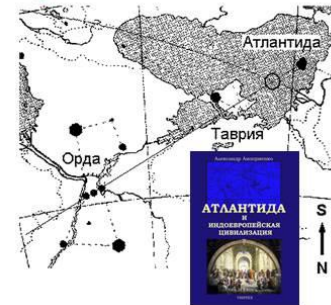 Атлантида
Таврия
Орда
АТЛАНТИДА
И
ИНДОЕВРОПЕЙСКАЯ
ЦИВИЛИЗАЦИЯ
S
N